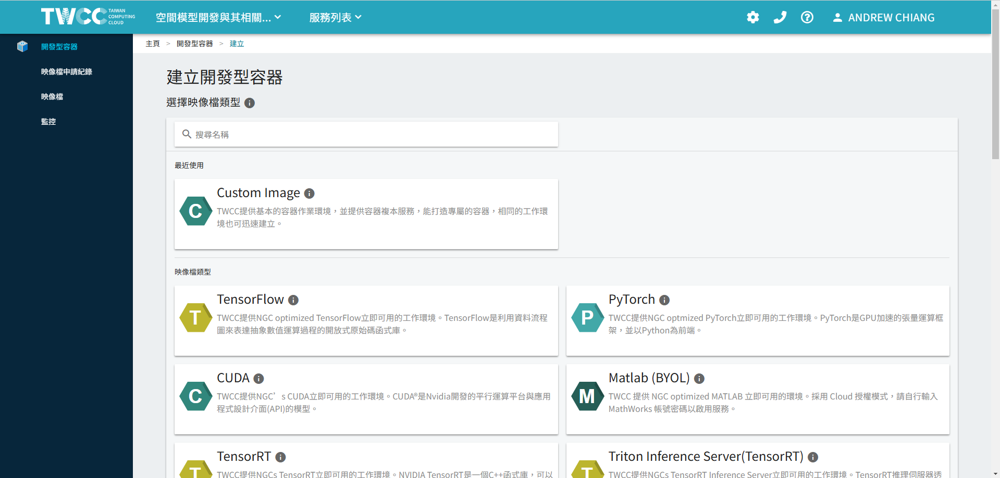 TWCC TAIWAN COMPUTING CLOUD
空間模型開發與其相關...
服務列表
ANDREW CHIANG
開發型容器
映像檔申請紀錄
映像檔
監控
主頁 > 開發型容器 > 建立
建立開發型容器
選擇映像檔類型
搜尋名稱
最近使用
C
Custom Image
TWCC提供基本的容器作業環境，並提供容器複本服務，能打造專屬的容器，相同的工作環
境也可迅速建立。
映像檔類型
T
TensorFlow
TWCC提供NGC optimized TensorFlow立即可用的工作環境。TensorFlow是利用資料流程
圖來表達抽象數值運算過程的開放式原始碼函式庫。
P
PyTorch
TWCC提供NGC optmized PyTorch立即可用的工作環境。PyTorch是GPU加速的張量運算框
架，並以Python為前端。
C
CUDA
TWCC提供NGC’s CUDA立即可用的工作環境。CUDA®是Nvidia開發的平行運算平台與應用
程式設計介面(API)的模型。
M
Matlab (BYOL)
TWCC 提供 NGC optimized MATLAB 立即可用的環境。採用 Cloud 授權模式，請自行輸入
MathWorks 帳號密碼以啟用服務。
T
TensorRT
TWCC提供NGCs TensorRT立即可用的工作環境。NVIDIA TensorRT是一個C++函式庫，可以
T
Triton Inference Server(TensorRT)
TWCC提供NGCs TensorRT Inference Server立即可用的工作環境。TensorRT推理伺服器透